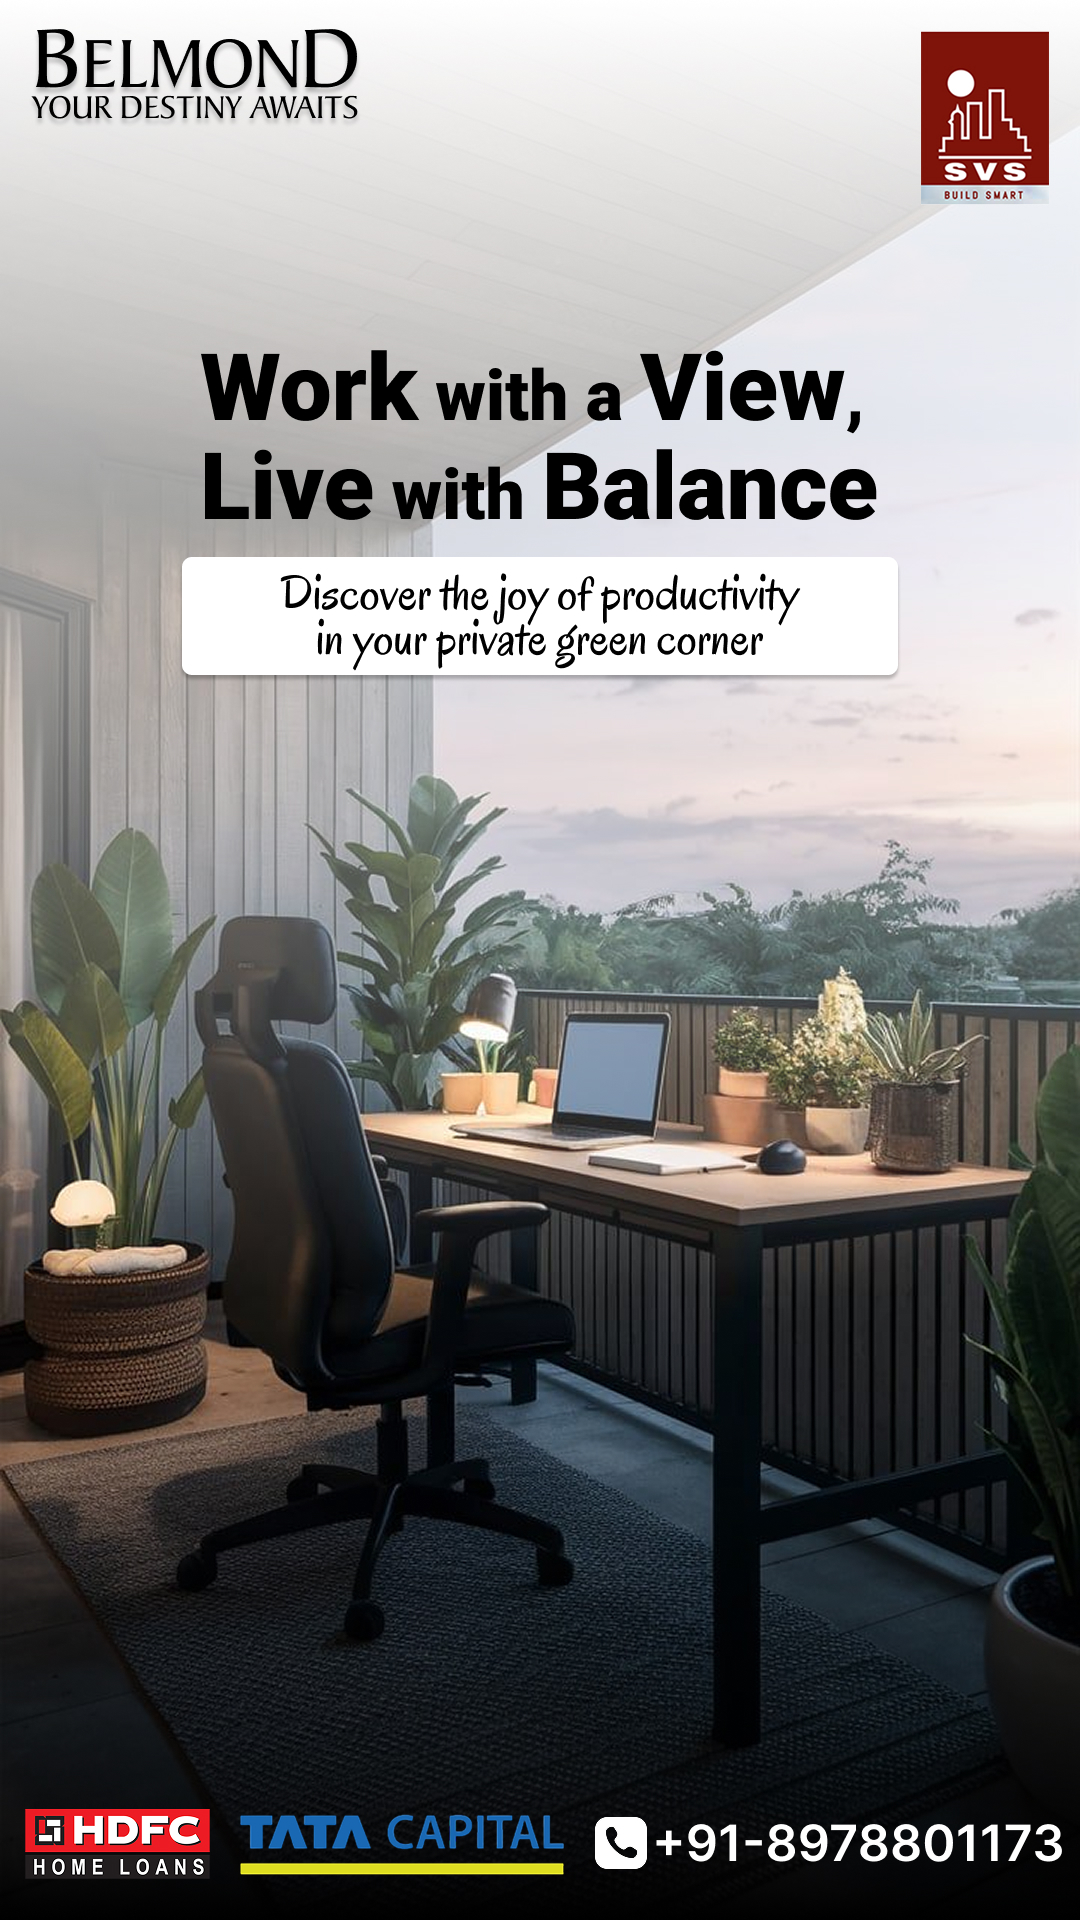 BELMOND
YOUR DESTINY AWAITS
SVS
BUILD SMART
Work with a View,
Live with Balance
Discover the joy of productivity
in your private green corner
HDFC
HOME LOANS
TATA CAPITAL
+91-8978801173